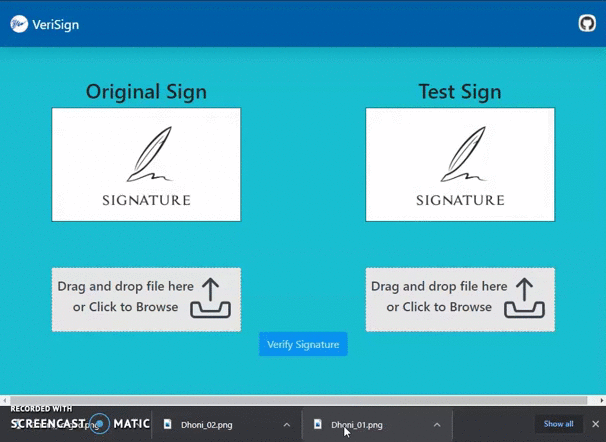 VeriSign
Original Sign
Test Sign
SIGNATURE
SIGNATURE
Drag and drop file here
or Click to Browse
Drag and drop file here
or Click to Browse
Verify Signature
RECORDED WITH
SCREENCAST MATIC
Dhoni_02.png
Dhoni_01.png
Show all